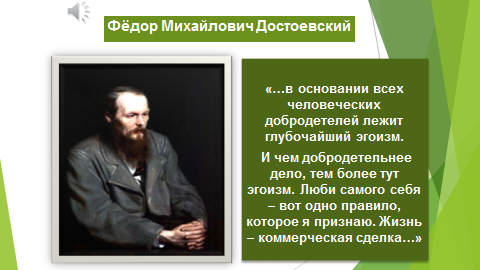 Фёдор Михайлович Достоевский
«…в основании всех
человеческих
добродетелей лежит
глубочайший эгоизм.
И чем добродетельнее
дело, тем более тут
эгоизм. Люби самого себя
– вот одно правило,
которое я признаю. Жизнь
– коммерческая сделка…»